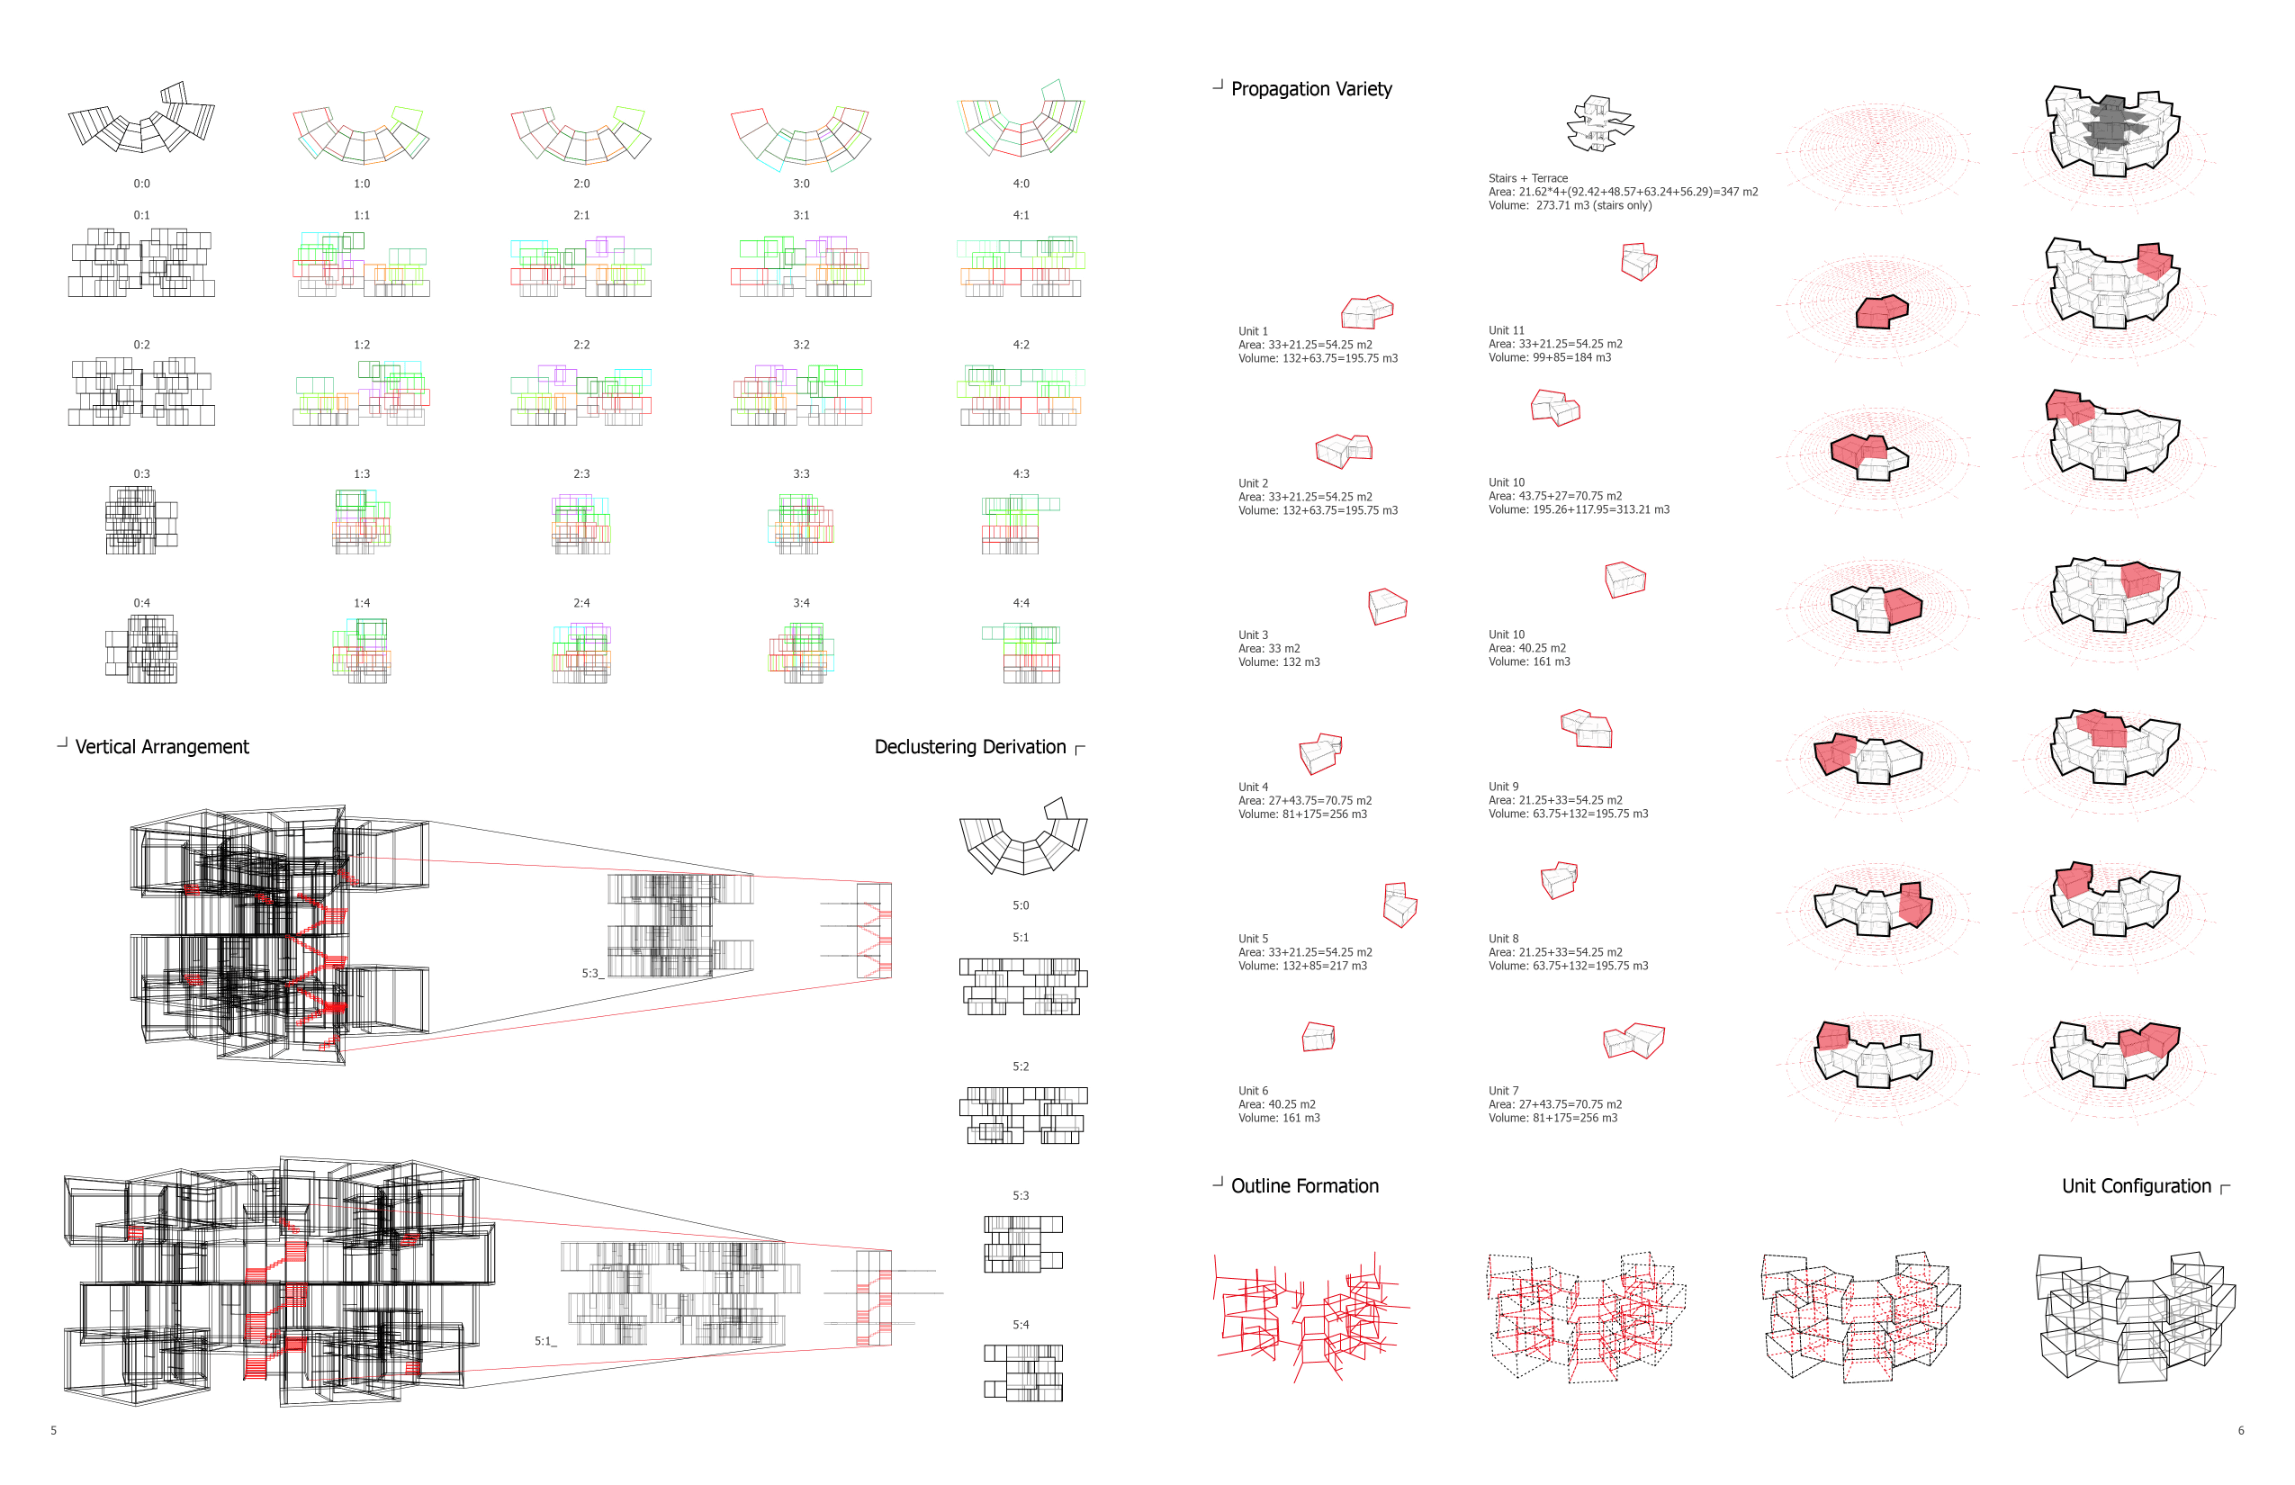 0:0
1:0
2:0
3:0
4:0
0:1
1:1
2:1
3:1
4:1
0:2
1:2
2:2
3:2
4:2
0:3
1:3
2:3
3:3
4:3
0:4
1:4
2:4
3:4
4:4
Vertical Arrangement
Declustering Derivation
5:0
5:1
5:3_
5:2
5:3
5:1_
5:4
5
Propagation Variety
Stairs + Terrace
Area: 21.62*4+(92.42+48.57+63.24+56.29)=347 m2
Volume: 273.71 m3 (stairs only)
Unit 1
Area: 33+21.25=54.25 m2
Volume: 132+63.75=195.75 m3
Unit 11
Area: 33+21.25=54.25 m2
Volume: 99+85=184 m3
Unit 2
Area: 33+21.25=54.25 m2
Volume: 132+63.75=195.75 m3
Unit 10
Area: 43.75+27=70.75 m2
Volume: 195.26+117.95=313.21 m3
Unit 3
Area: 33 m2
Volume: 132 m3
Unit 10
Area: 40.25 m2
Volume: 161 m3
Unit 4
Area: 27+43.75=70.75 m2
Volume: 81+175=256 m3
Unit 9
Area: 21.25+33=54.25 m2
Volume: 63.75+132=195.75 m3
Unit 5
Area: 33+21.25=54.25 m2
Volume: 132+85=217 m3
Unit 8
Area: 21.25+33=54.25 m2
Volume: 63.75+132=195.75 m3
Unit 6
Area: 40.25 m2
Volume: 161 m3
Unit 7
Area: 27+43.75=70.75 m2
Volume: 81+175=256 m3
Outline Formation
Unit Configuration
6